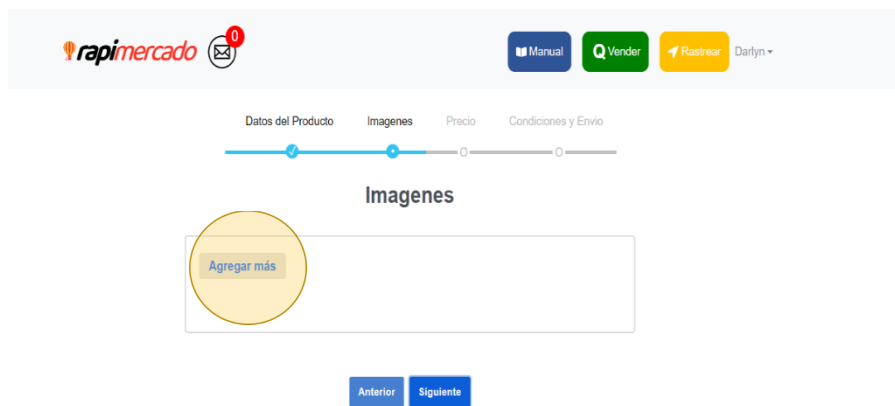 rapimercado
0
Manual
Q Vender
Rastrear
Darlyn
Datos del Producto
Imagenes
Precio
Condiciones y Envio
Imagenes
Agregar más
Anterior
Siguiente